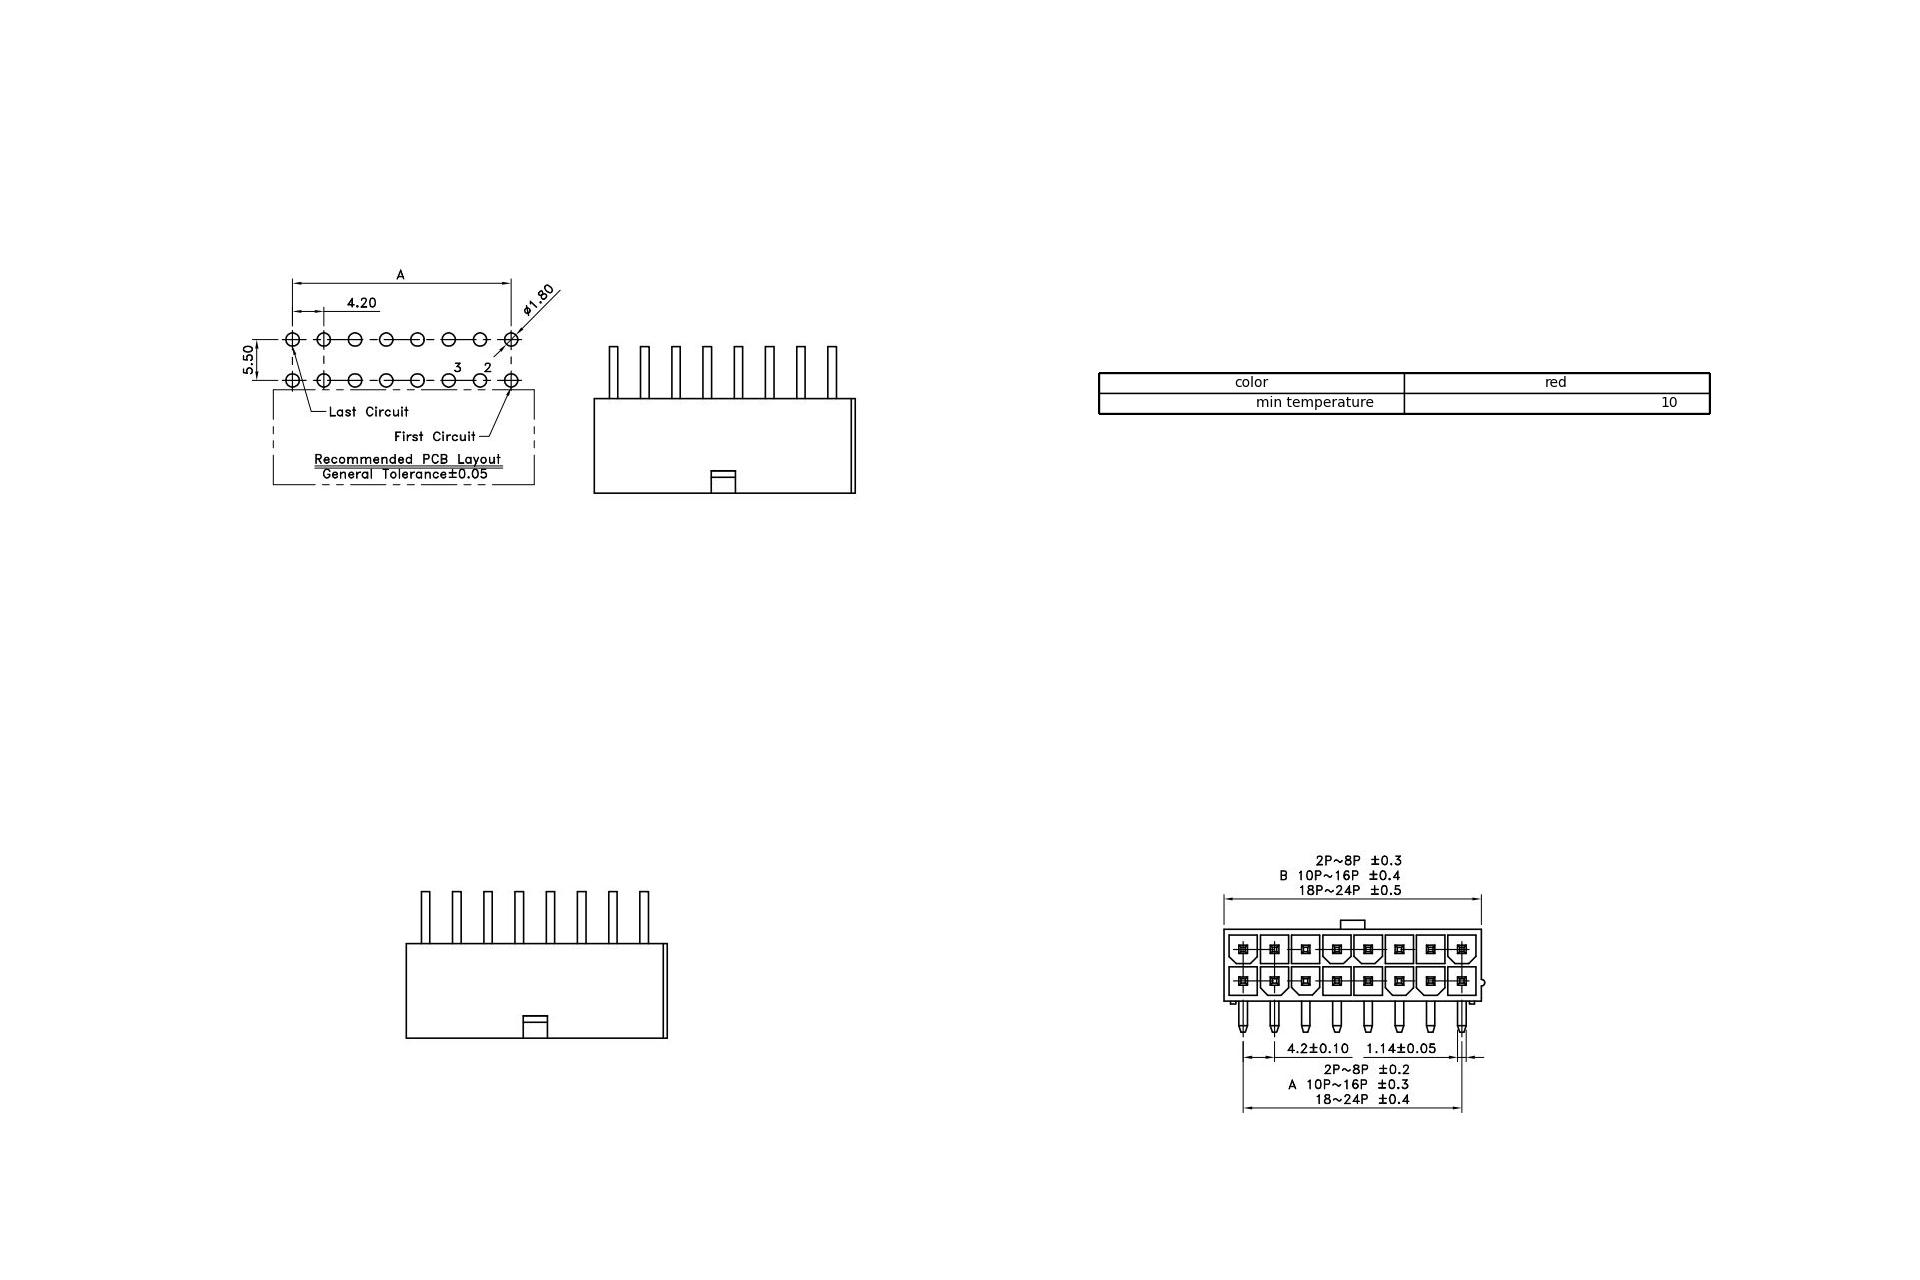 A
4.20
ø1.80
5.50
3 2
Last Circuit
First Circuit
Recommended PCB Layout
General Tolerance±0.05
color red
min temperature 10
2P~8P ±0.3
B 10P~16P ±0.4
18P~24P ±0.5
4.2±0.10 1.14±0.05
2P~8P ±0.2
A 10P~16P ±0.3
18~24P ±0.4